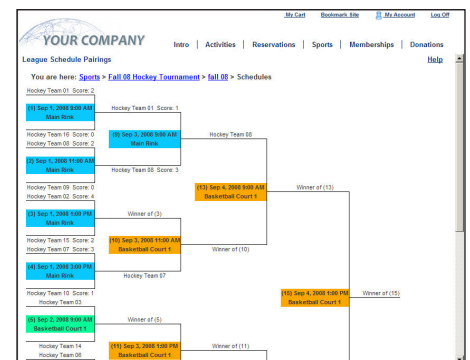 My Cart Bookmark Site My Account Log Off
YOUR COMPANY
Intro | Activities | Reservations | Sports | Memberships | Donations
League Schedule Pairings
Help
You are here: Sports > Fall 08 Hockey Tournament > fall 08 > Schedules
Hockey Team 01 Score: 2
(1) Sep 1, 2008 9:00 AM
Main Rink
Hockey Team 01 Score: 1
Hockey Team 16 Score: 0
(9) Sep 3, 2008 9:00 AM
Main Rink
Hockey Team 08
Hockey Team 08 Score: 2
(2) Sep 1, 2008 11:00 AM
Main Rink
Hockey Team 08 Score: 3
Hockey Team 09 Score: 0
(13) Sep 4, 2008 9:00 AM
Basketball Court 1
Winner of (13)
Hockey Team 02 Score: 4
(3) Sep 1, 2008 1:00 PM
Main Rink
Winner of (3)
Hockey Team 15 Score: 2
(10) Sep 3, 2008 11:00 AM
Basketball Court 1
Winner of (10)
Hockey Team 07 Score: 3
(4) Sep 1, 2008 3:00 PM
Main Rink
Hockey Team 07
Hockey Team 10 Score: 1
(15) Sep 4, 2008 1:00 PM
Basketball Court 1
Winner of (15)
Hockey Team 03
(5) Sep 2, 2008 9:00 AM
Basketball Court 1
Winner of (5)
Hockey Team 14
(11) Sep 3, 2008 1:00 PM
Basketball Court 1
Winner of (11)
Hockey Team 06